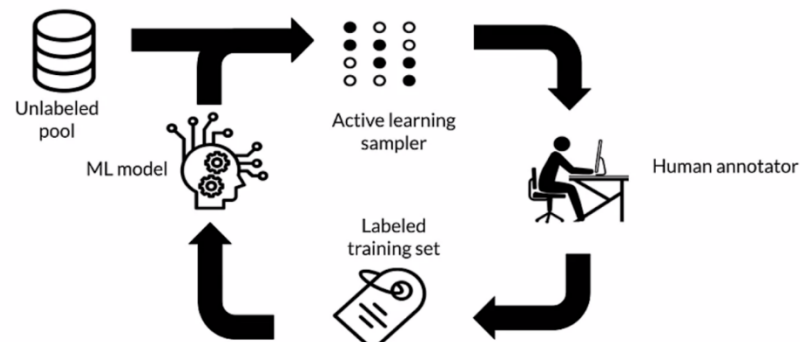 Unlabeled
pool
Active learning
sampler
ML model
Human annotator
Labeled
training set